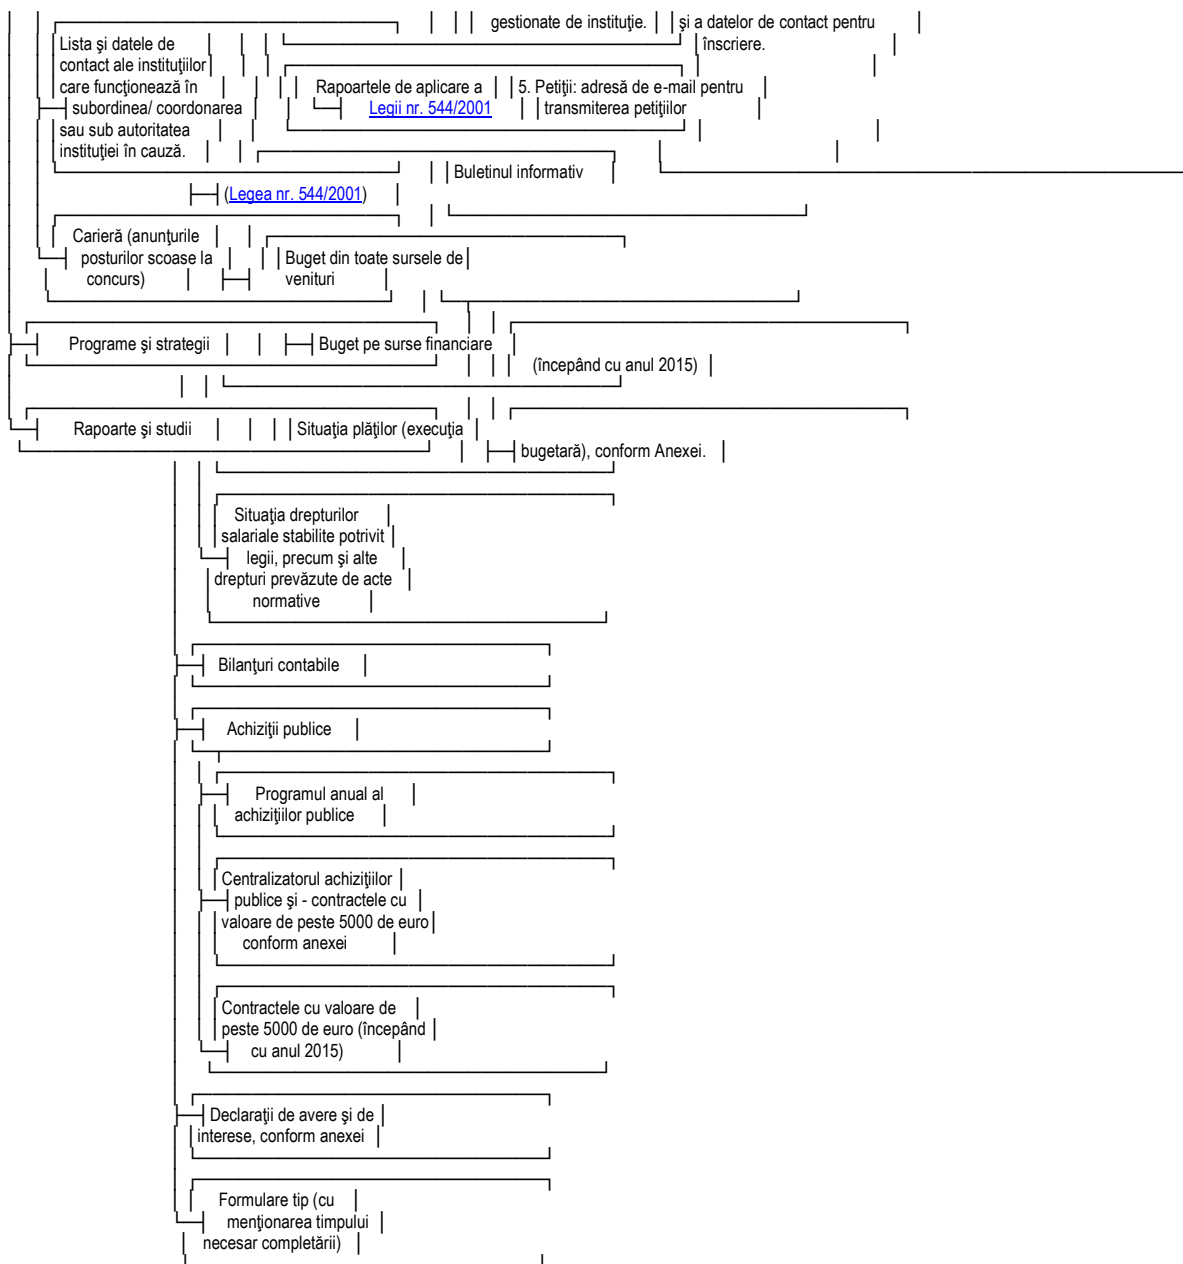 gestionate de instituţie. şi a datelor de contact pentru
Lista şi datele de înscriere.
contact ale instituţiilor
care funcţionează în Rapoartele de aplicare a 5. Petiţii: adresă de e-mail pentru
subordinea/ coordonarea Legii nr. 544/2001 transmiterea petiţiilor
sau sub autoritatea
instituţiei în cauză.
Buletinul informativ
(Legea nr. 544/2001)
Carieră (anunţurile
posturilor scoase la Buget din toate sursele de
concurs) venituri
Programe şi strategii Buget pe surse financiare
(începând cu anul 2015)
Rapoarte şi studii Situaţia plăţilor (execuţia
bugetară), conform Anexei.
Situaţia drepturilor
salariale stabilite potrivit
legii, precum şi alte
drepturi prevăzute de acte
normative
Bilanţuri contabile
Achiziţii publice
Programul anual al
achiziţiilor publice
Centralizatorul achiziţiilor
publice şi - contractele cu
valoare de peste 5000 de euro
conform anexei
Contractele cu valoare de
peste 5000 de euro (începând
cu anul 2015)
Declaraţii de avere şi de
interese, conform anexei
Formulare tip (cu
menţionarea timpului
necesar completării)